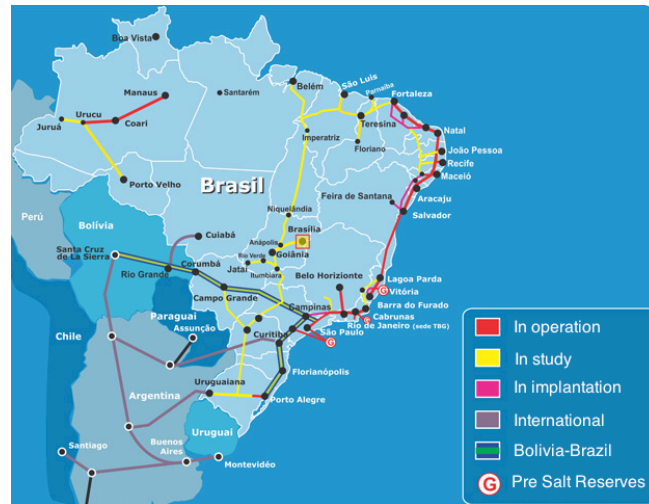 Boa Vista
Manaus
Santarém
Belém
São Luis
Parnaíba
Fortaleza
Juruá
Urucu
Coari
Teresina
Natal
Imperatriz
Floriano
João Pessoa
Recife
Maceió
Porto Velho
Brasil
Aracaju
Feira de Santana
Salvador
Peru
Bolívia
Niquelândia
Brasília
Cuiabá
Anápolis
Santa Cruz
de La Sierra
Goiânia
Rio Verde
Jataí
Itumbiara
Rio Grande
Corumbá
Belo Horizionte
Lagoa Parda
Vitória
Campo Grande
Campinas
Barra do Furado
Cabrunas
Rio de Janeiro (sede TBG)
G
G
G
São Paulo
Chile
Paraguai
Assunção
Curitiba
Florianópolis
Uruguaiana
Porto Alegre
Argentina
Uruguai
Santiago
Buenos
Aires
Montevidéo
In operation
In study
In implantation
International
Bolivia-Brazil
G Pre Salt Reserves